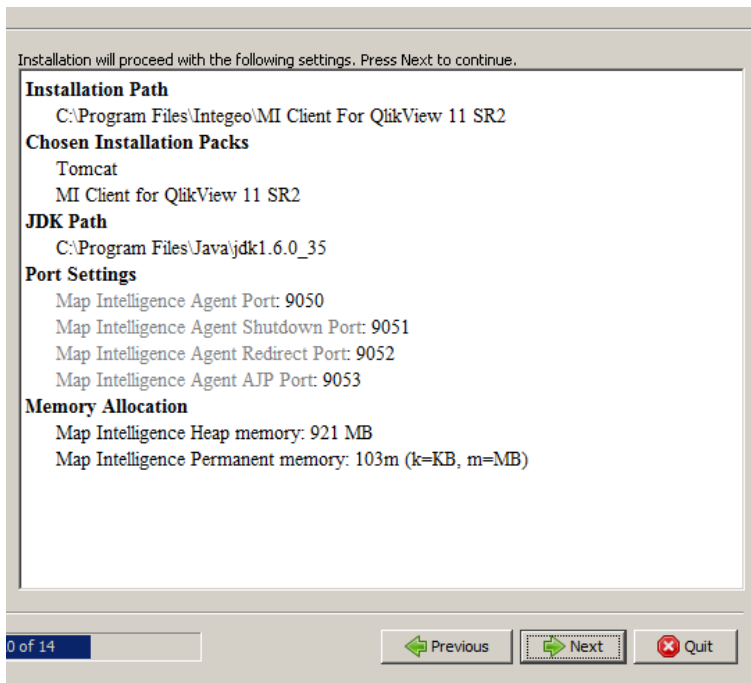 Installation will proceed with the following settings. Press Next to continue.
Installation Path
C:\Program Files\Integeo\MI Client For QlikView 11 SR2
Chosen Installation Packs
Tomcat
MI Client for QlikView 11 SR2
JDK Path
C:\Program Files\Java\jdk1.6.0_35
Port Settings
Map Intelligence Agent Port: 9050
Map Intelligence Agent Shutdown Port: 9051
Map Intelligence Agent Redirect Port: 9052
Map Intelligence Agent AJP Port: 9053
Memory Allocation
Map Intelligence Heap memory: 921 MB
Map Intelligence Permanent memory: 103m (k=KB, m=MB)
0 of 14
Previous
Next
Quit